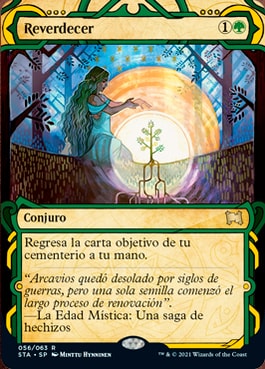 Reverdecer 1
Conjuro
Regresa la carta objetivo de tu
cementerio a tu mano.
“Arcavios quedó desolado por siglos de
guerras, pero una sola semilla comenzó el
largo proceso de renovación”.
—La Edad Mística: Una saga de
hechizos
056/063 R
STA • SP MINTTU HYNNINEN
™ & © 2021 Wizards of the Coast